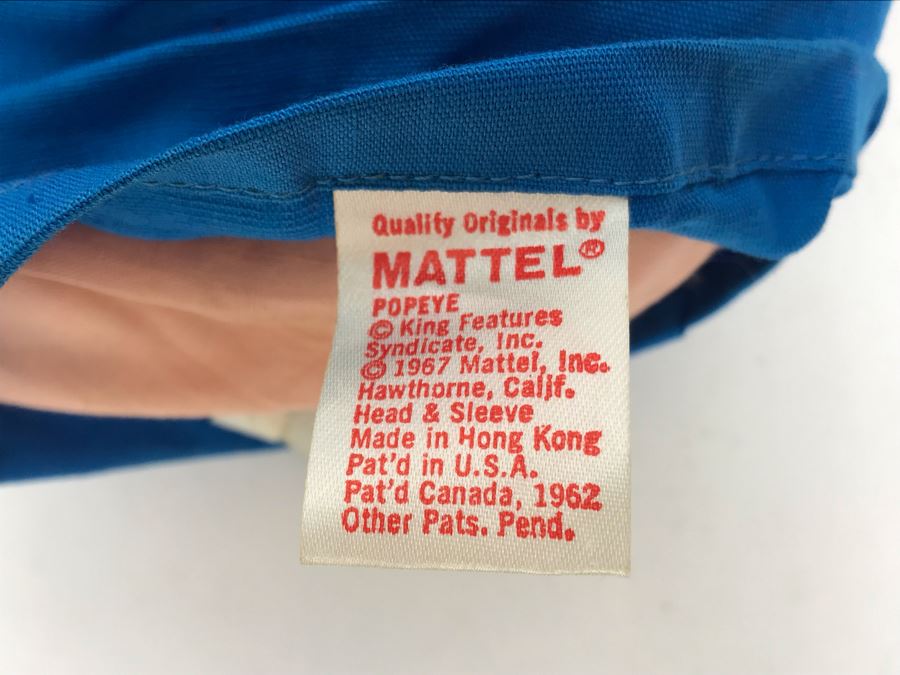 Quality Originals by
MATTEL®
POPEYE
© King Features
Syndicate, Inc.
© 1967 Mattel, Inc.
Hawthorne, Calif.
Head & Sleeve
Made in Hong Kong
Pat'd in U.S.A.
Pat'd Canada, 1962
Other Pats. Pend.